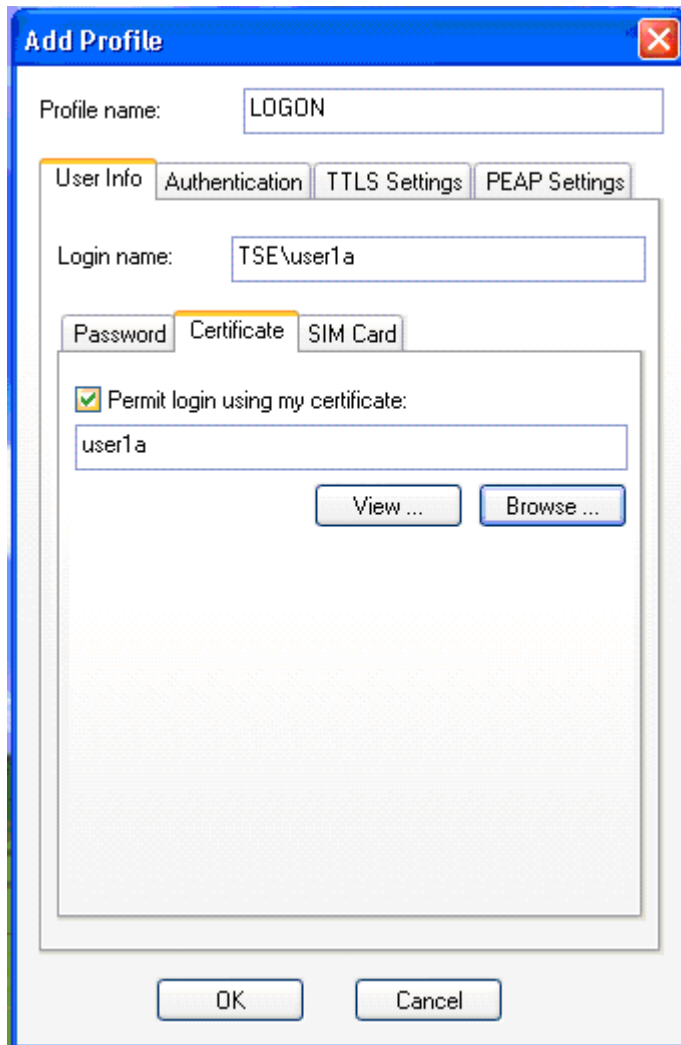 Add Profile
Profile name: LOGON
User Info Authentication TTLS Settings PEAP Settings
Login name: TSE\user1a
Password Certificate SIM Card
Permit login using my certificate:
user1a
View ... Browse ...
OK Cancel